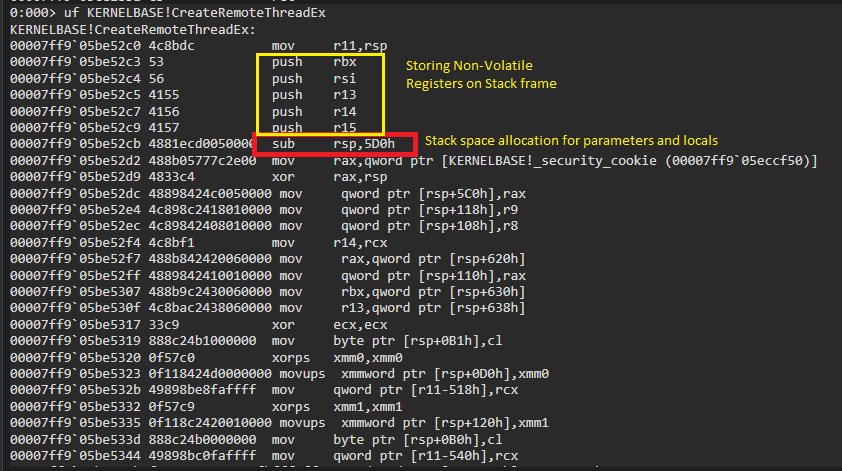 0:000> uf KERNELBASE!CreateRemoteThreadEx
KERNELBASE!CreateRemoteThreadEx:
00007ff9`05be52c0 4c8bdc mov r11,rsp
00007ff9`05be52c3 53 push rbx
Storing Non-Volatile
00007ff9`05be52c4 56 push rsi
Registers on Stack frame
00007ff9`05be52c5 4155 push r13
00007ff9`05be52c7 4156 push r14
00007ff9`05be52c9 4157 push r15
00007ff9`05be52cb 4881ecd0050000 sub rsp,5D0h
Stack space allocation for parameters and locals
00007ff9`05be52d2 488b05777c2e00 mov rax,qword ptr [KERNELBASE!_security_cookie (00007ff9`05eccf50)]
00007ff9`05be52d9 4833c4 xor rax,rsp
00007ff9`05be52dc 48898424c0050000 mov qword ptr [rsp+5C0h],rax
00007ff9`05be52e4 4c898c2418010000 mov qword ptr [rsp+118h],r9
00007ff9`05be52ec 4c89842408010000 mov qword ptr [rsp+108h],r8
00007ff9`05be52f4 4c8bf1 mov r14,rcx
00007ff9`05be52f7 488b842420060000 mov rax,qword ptr [rsp+620h]
00007ff9`05be52ff 4889842410010000 mov qword ptr [rsp+110h],rax
00007ff9`05be5307 488b9c2430060000 mov rbx,qword ptr [rsp+630h]
00007ff9`05be530f 4c8bac2438060000 mov r13,qword ptr [rsp+638h]
00007ff9`05be5317 33c9 xor ecx,ecx
00007ff9`05be5319 888c24b1000000 mov byte ptr [rsp+0B1h],cl
00007ff9`05be5320 0f57c0 xorps xmm0,xmm0
00007ff9`05be5323 0f118424d0000000 movups xmmword ptr [rsp+0D0h],xmm0
00007ff9`05be532b 49898be8faffff mov qword ptr [r11-518h],rcx
00007ff9`05be5332 0f57c9 xorps xmm1,xmm1
00007ff9`05be5335 0f118c2420010000 movups xmmword ptr [rsp+120h],xmm1
00007ff9`05be533d 888c24b0000000 mov byte ptr [rsp+0B0h],cl
00007ff9`05be5344 49898bc0faffff mov qword ptr [r11-540h],rcx